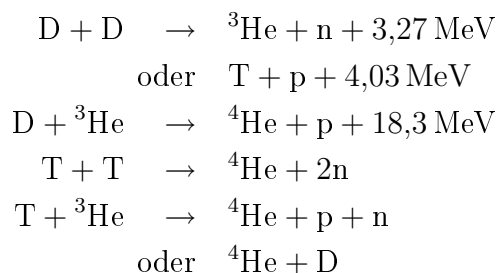 D + D → ³He + n + 3,27 MeV
oder T + p + 4,03 MeV
D + ³He → ⁴He + p + 18,3 MeV
T + T → ⁴He + 2n
T + ³He → ⁴He + p + n
oder ⁴He + D